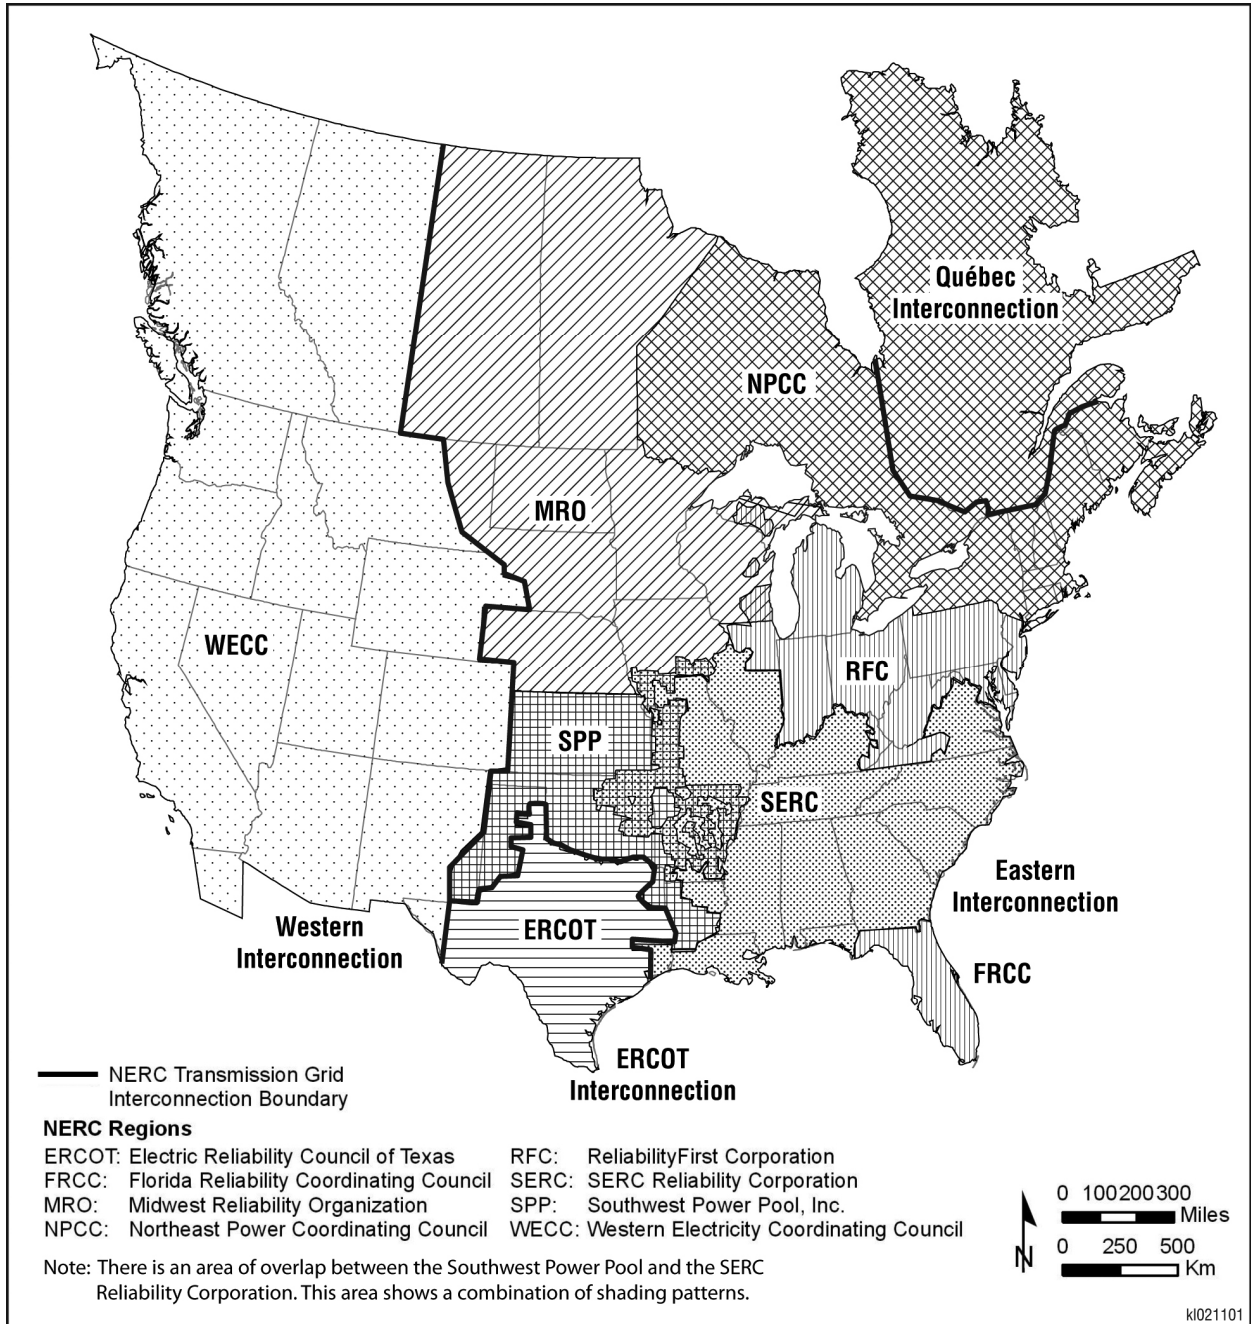 Québec
Interconnection
NPCC
MRO
WECC
RFC
SPP
SERC
Eastern
Interconnection
Western
Interconnection
ERCOT
FRCC
ERCOT
Interconnection
NERC Transmission Grid
Interconnection Boundary
NERC Regions
ERCOT: Electric Reliability Council of Texas
FRCC: Florida Reliability Coordinating Council
MRO: Midwest Reliability Organization
NPCC: Northeast Power Coordinating Council
RFC: ReliabilityFirst Corporation
SERC: SERC Reliability Corporation
SPP: Southwest Power Pool, Inc.
WECC: Western Electricity Coordinating Council
Note: There is an area of overlap between the Southwest Power Pool and the SERC
Reliability Corporation. This area shows a combination of shading patterns.
N
0 100 200 300
Miles
0 250 500
Km
kl021101